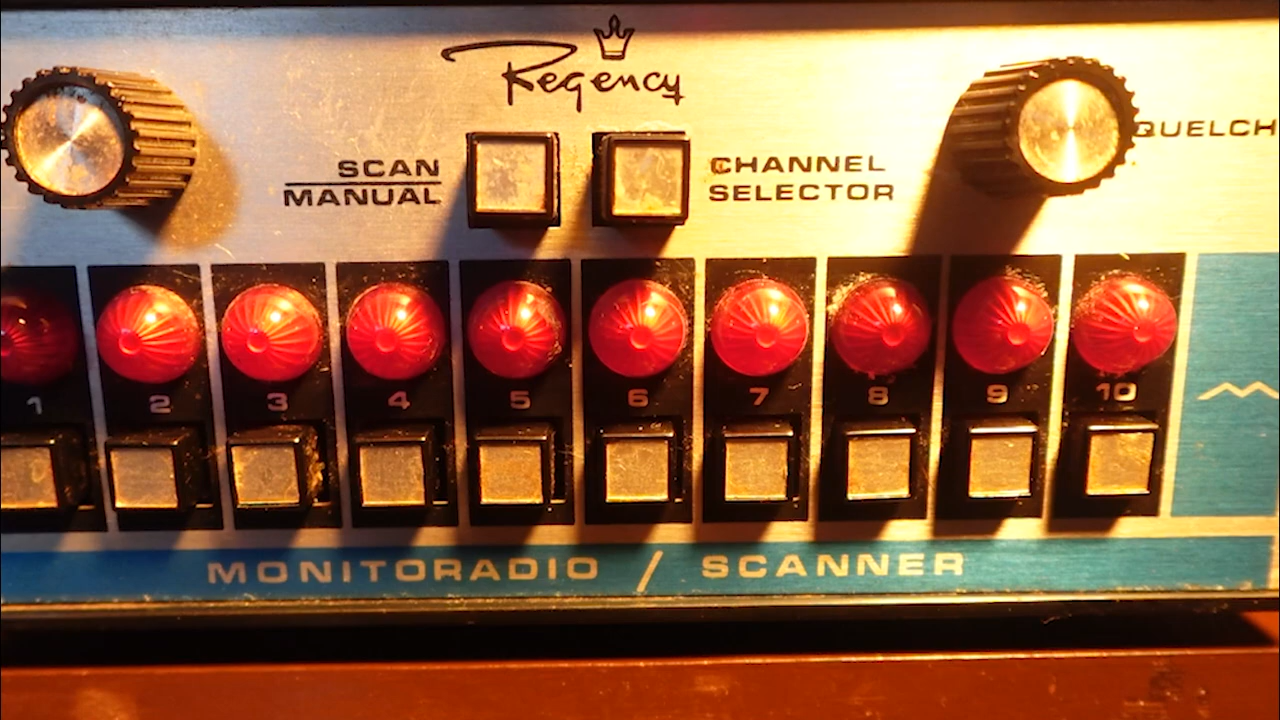 Regency
SCAN
MANUAL
CHANNEL
SELECTOR
QUELCH
1 2 3 4 5 6 7 8 9 10
MONITORADIO / SCANNER